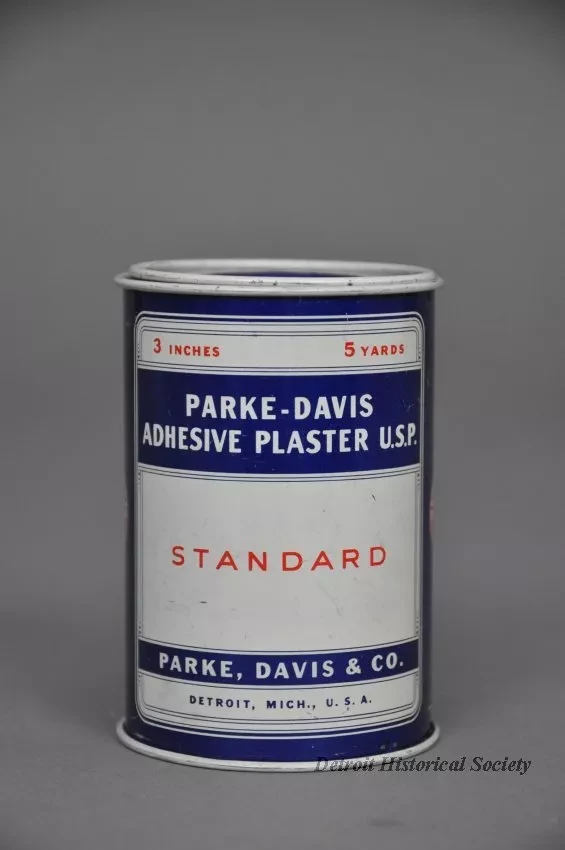 3 INCHES 5 YARDS
PARKE-DAVIS
ADHESIVE PLASTER U.S.P.
STANDARD
PARKE, DAVIS & CO.
DETROIT, MICH., U. S. A.
Detroit Historical Society